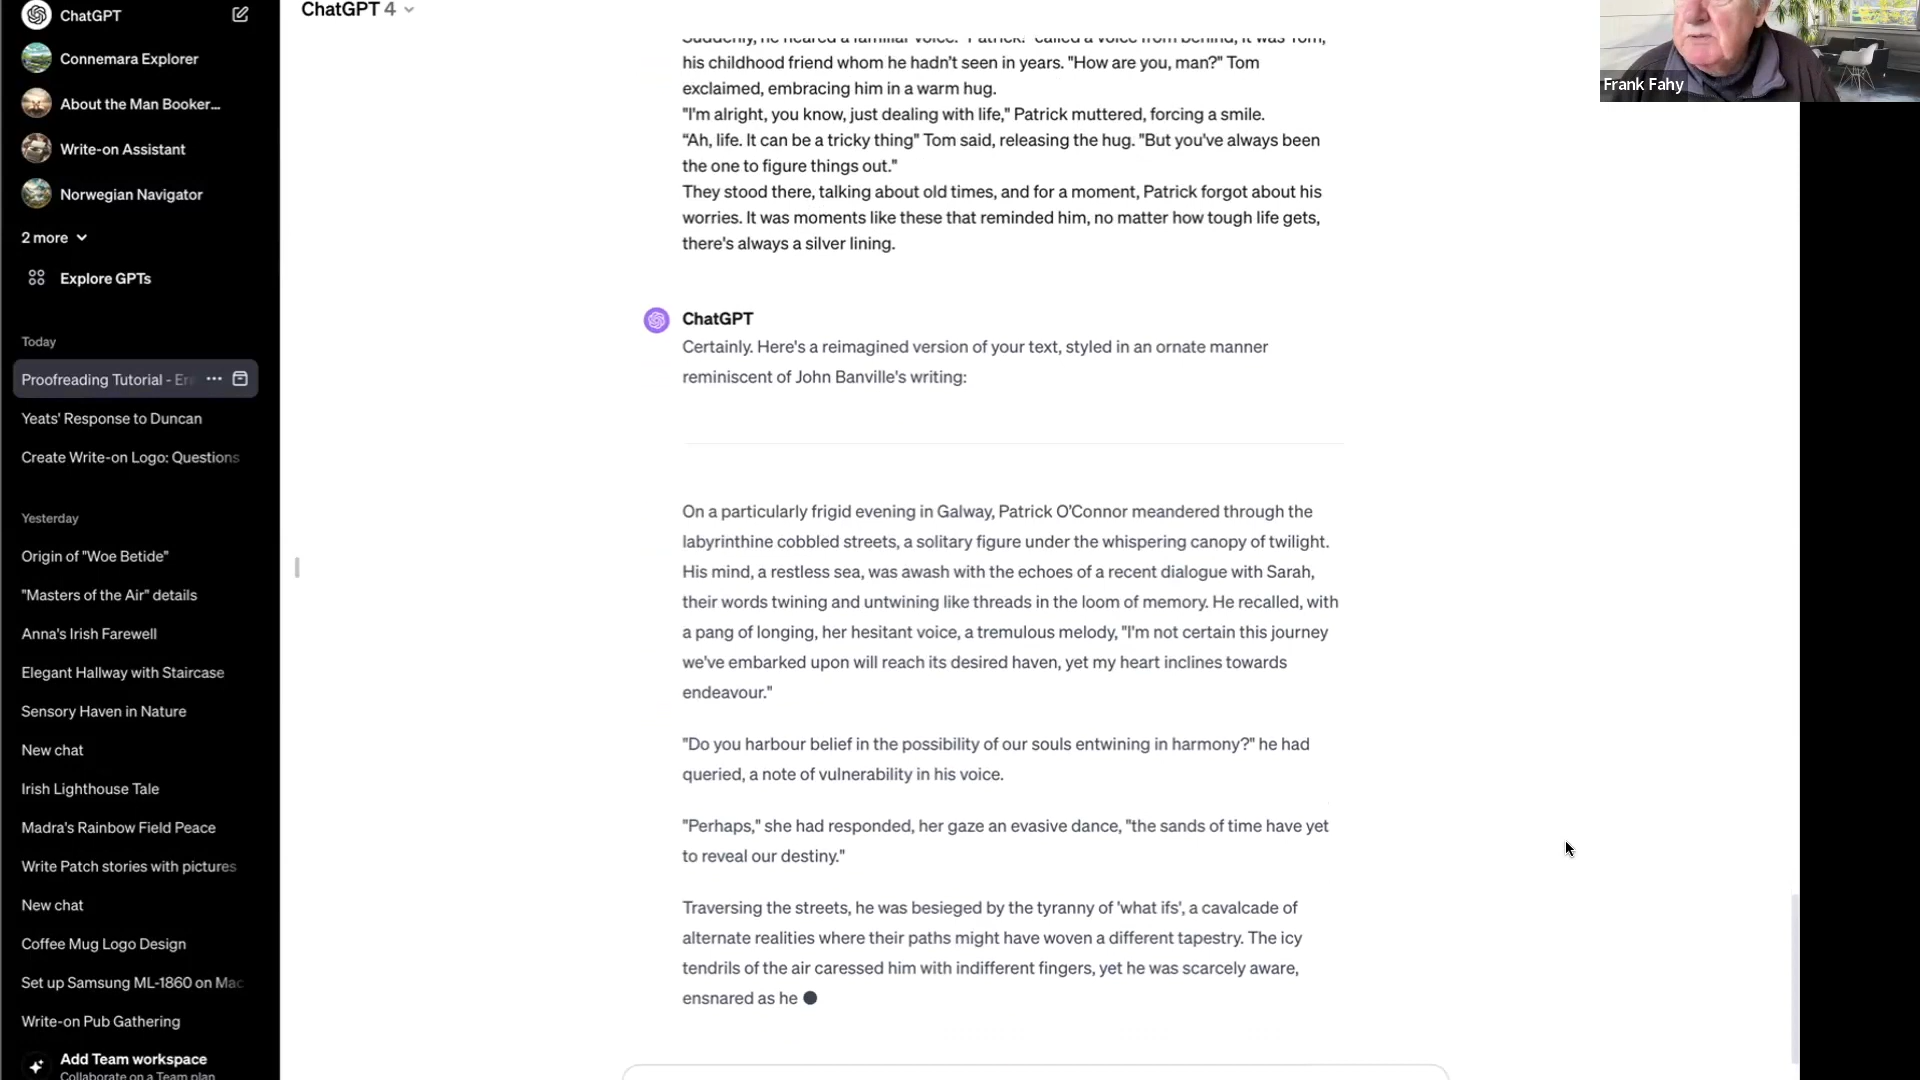 ChatGPT
Connemara Explorer
About the Man Booker...
Write-on Assistant
Norwegian Navigator
2 more
Explore GPTs
Today
Proofreading Tutorial - Err
Yeats' Response to Duncan
Create Write-on Logo: Questions
Yesterday
Origin of "Woe Betide"
"Masters of the Air" details
Anna's Irish Farewell
Elegant Hallway with Staircase
Sensory Haven in Nature
New chat
Irish Lighthouse Tale
Madra's Rainbow Field Peace
Write Patch stories with pictures
New chat
Coffee Mug Logo Design
Set up Samsung ML-1860 on Mac
Write-on Pub Gathering
Add Team workspace
Collaborate on a Team plan
ChatGPT 4
Suddenly, he heared a familiar voice. "Patrick!" called a voice from behind, it was Tom,
his childhood friend whom he hadn't seen in years. "How are you, man?" Tom
exclaimed, embracing him in a warm hug.
"I'm alright, you know, just dealing with life," Patrick muttered, forcing a smile.
“Ah, life. It can be a tricky thing" Tom said, releasing the hug. "But you've always been
the one to figure things out."
They stood there, talking about old times, and for a moment, Patrick forgot about his
worries. It was moments like these that reminded him, no matter how tough life gets,
there's always a silver lining.
ChatGPT
Certainly. Here's a reimagined version of your text, styled in an ornate manner
reminiscent of John Banville's writing:
On a particularly frigid evening in Galway, Patrick O'Connor meandered through the
labyrinthine cobbled streets, a solitary figure under the whispering canopy of twilight.
His mind, a restless sea, was awash with the echoes of a recent dialogue with Sarah,
their words twining and untwining like threads in the loom of memory. He recalled, with
a pang of longing, her hesitant voice, a tremulous melody, "I'm not certain this journey
we've embarked upon will reach its desired haven, yet my heart inclines towards
endeavour."
"Do you harbour belief in the possibility of our souls entwining in harmony?" he had
queried, a note of vulnerability in his voice.
"Perhaps," she had responded, her gaze an evasive dance, "the sands of time have yet
to reveal our destiny."
Traversing the streets, he was besieged by the tyranny of 'what ifs', a cavalcade of
alternate realities where their paths might have woven a different tapestry. The icy
tendrils of the air caressed him with indifferent fingers, yet he was scarcely aware,
ensnared as he
Frank Fahy